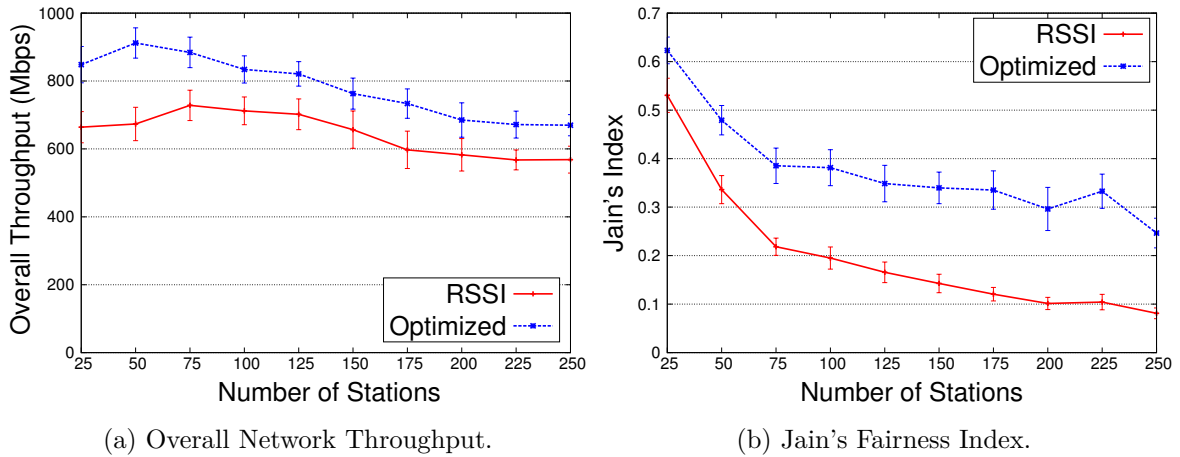 Overall Throughput (Mbps)
1000
800
600
400
200
0
RSSI
Optimized
25 50 75 100 125 150 175 200 225 250
Number of Stations
(a) Overall Network Throughput.
Jain's Index
0.7
0.6
0.5
0.4
0.3
0.2
0.1
0
RSSI
Optimized
25 50 75 100 125 150 175 200 225 250
Number of Stations
(b) Jain's Fairness Index.